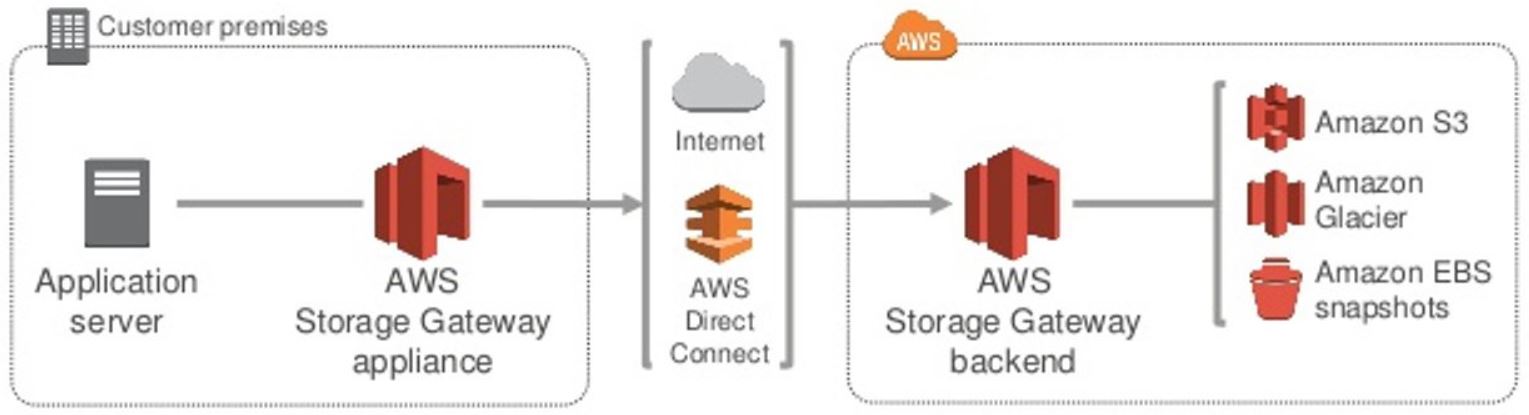 Customer premises
Application
server
AWS
Storage Gateway
appliance
Internet
AWS
Direct
Connect
AWS
AWS
Storage Gateway
backend
Amazon S3
Amazon
Glacier
Amazon EBS
snapshots